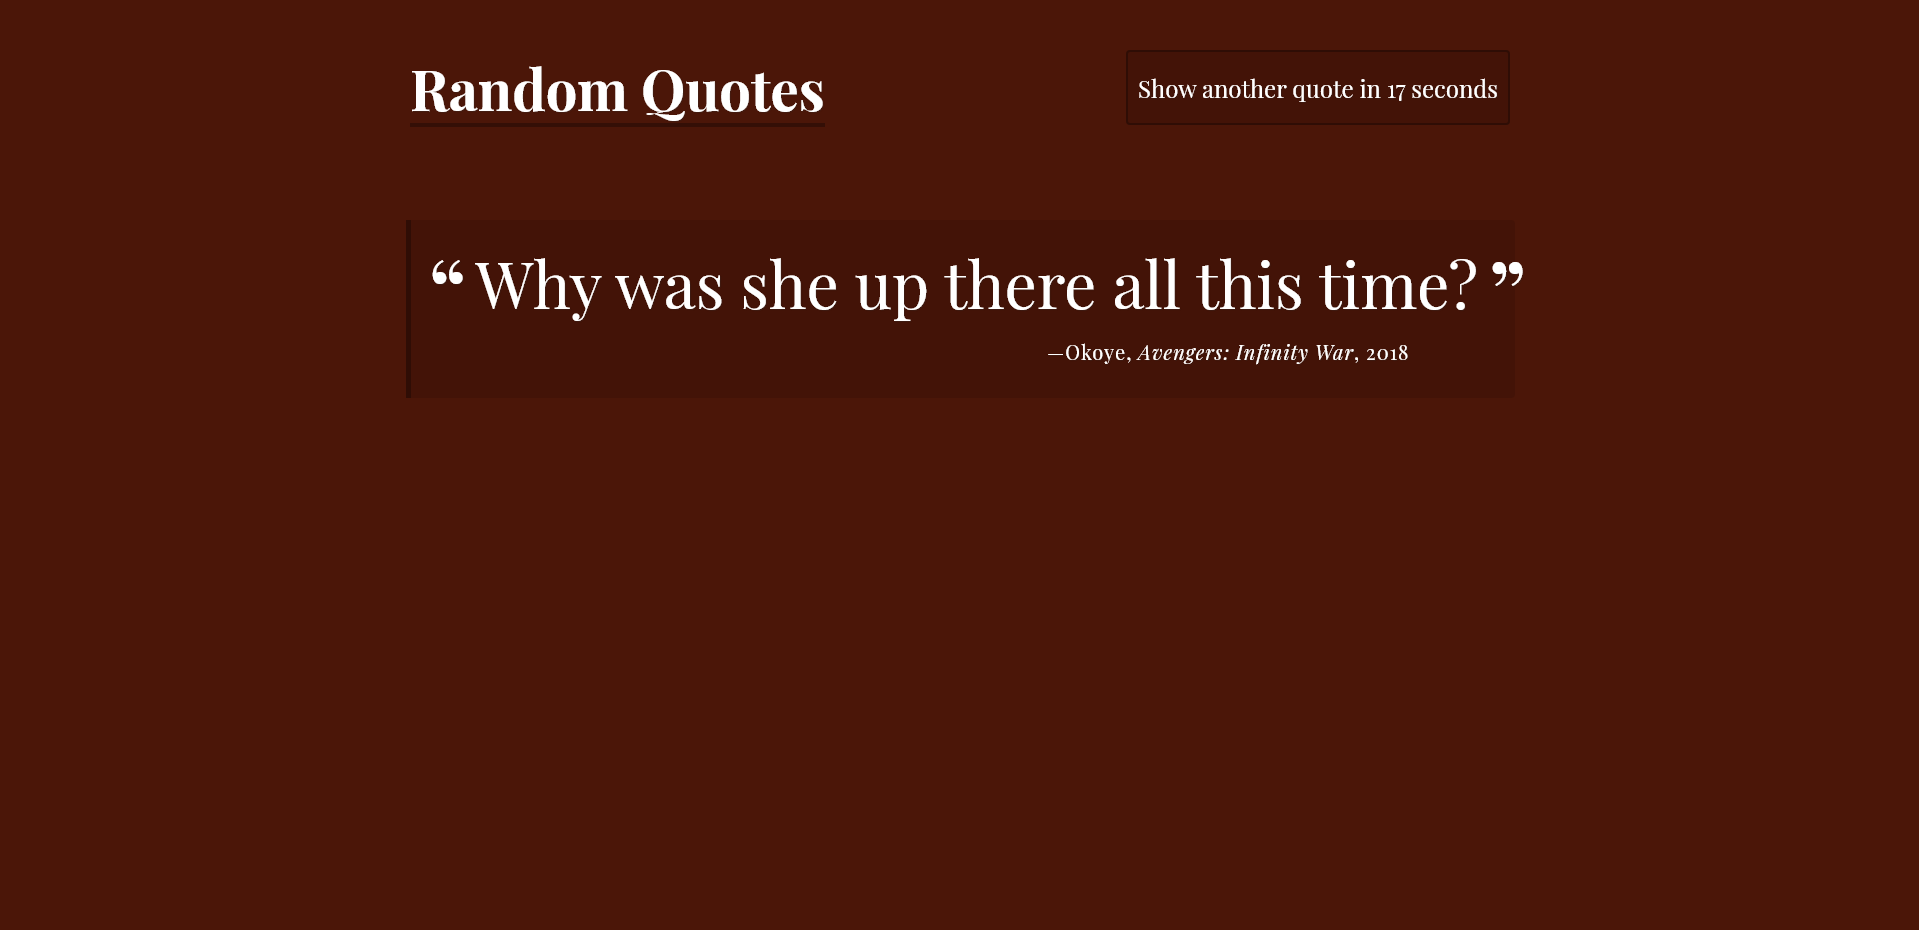 Random Quotes
Show another quote in 17 seconds
“ Why was she up there all this time? ”
—Okoye, Avengers: Infinity War, 2018